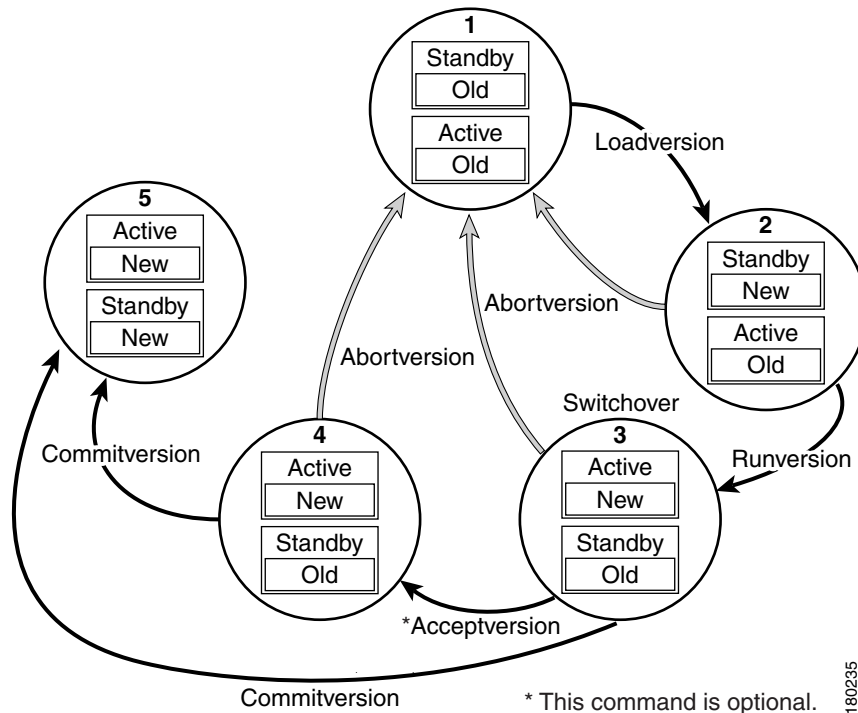 1
Standby
Old
Active
Old
Loadversion
5
Active
New
Standby
New
2
Standby
New
Active
Old
Abortversion
Abortversion
Switchover
4
Active
New
Standby
Old
3
Active
New
Standby
Old
Commitversion
Runversion
*Acceptversion
Commitversion
* This command is optional.
180235